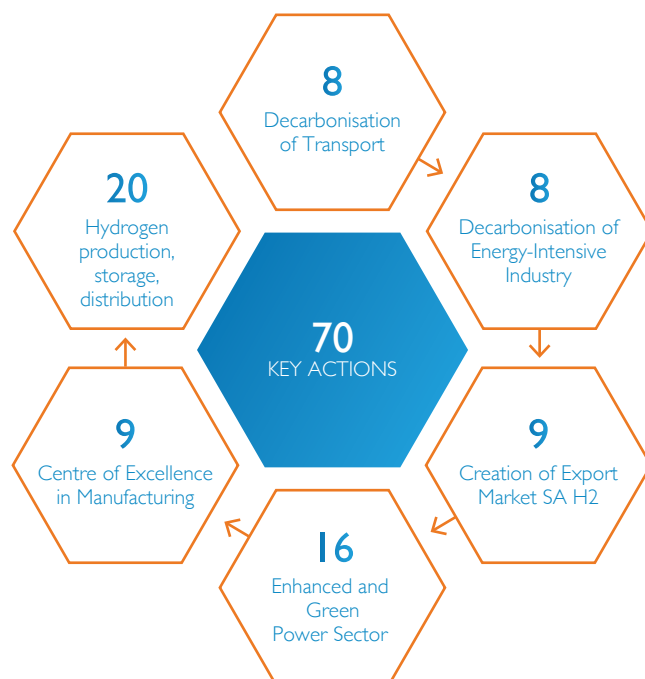 8
Decarbonisation
of Transport
8
Decarbonisation of
Energy-Intensive
Industry
9
Creation of Export
Market SA H2
16
Enhanced and
Green
Power Sector
9
Centre of Excellence
in Manufacturing
20
Hydrogen
production,
storage,
distribution
70
KEY ACTIONS